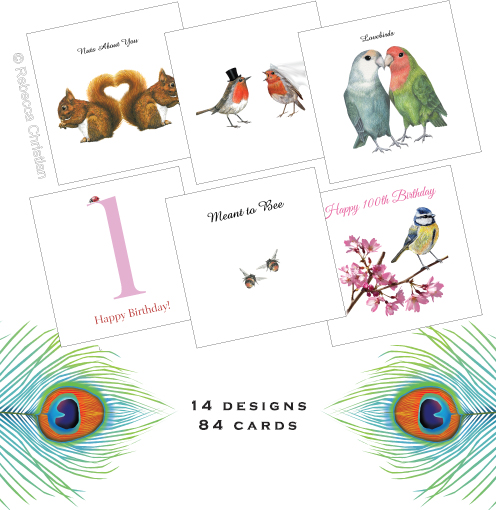 Nuts About You
Lovebirds
© Rebecca Christian
1
Happy Birthday!
Meant to Bee
Happy 100th Birthday
14 DESIGNS
84 CARDS